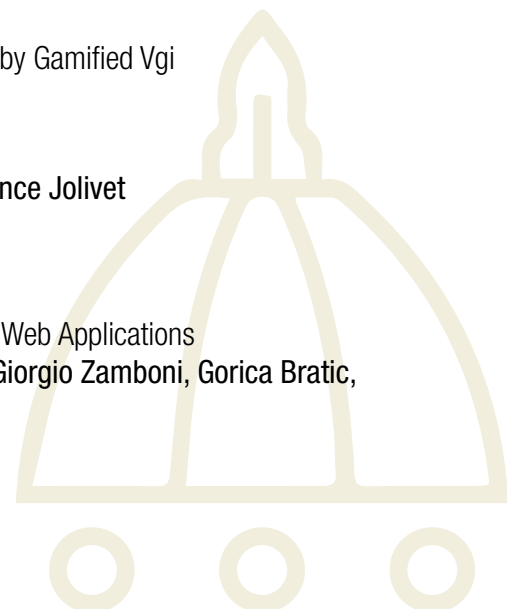 by Gamified Vgi
nce Jolivet
Web Applications
Giorgio Zamboni, Gorica Bratic,